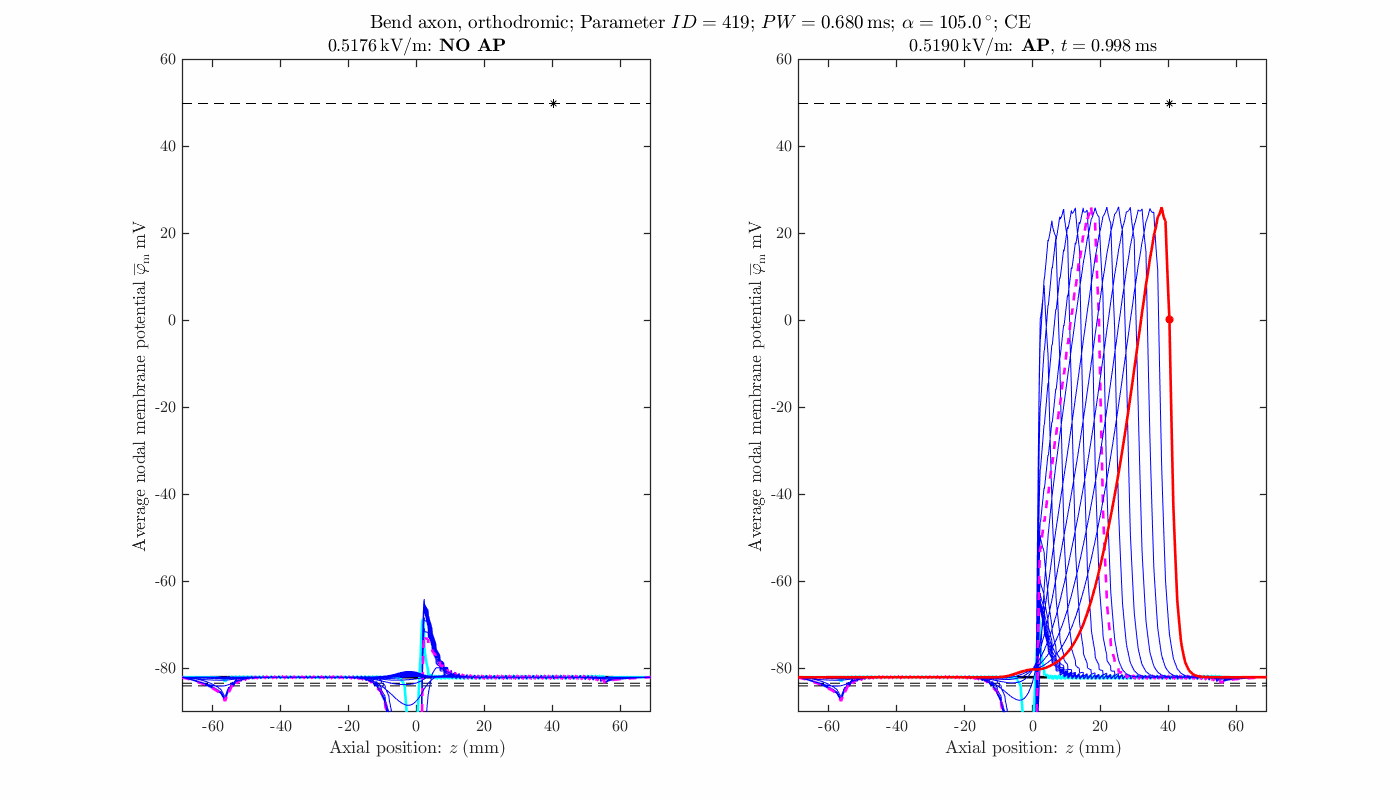 Bend axon, orthodromic; Parameter ID = 419; PW = 0.680 ms; α = 105.0 °; CE
0.5176 kV/m: NO AP
60
40
20
0
-20
-40
-60
-80
Average nodal membrane potential φ̅m mV
-60 -40 -20 0 20 40 60
Axial position: z (mm)
0.5190 kV/m: AP, t = 0.998 ms
60
40
20
0
-20
-40
-60
-80
Average nodal membrane potential φ̅m mV
-60 -40 -20 0 20 40 60
Axial position: z (mm)